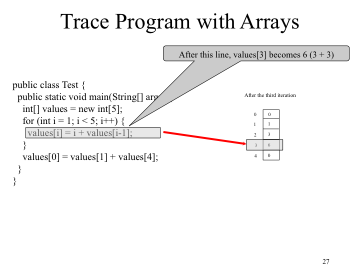 Trace Program with Arrays
After this line, values[3] becomes 6 (3 + 3)
public class Test {
public static void main(String[] arg
int[] values = new int[5];
for (int i = 1; i < 5; i++) {
values[i] = i + values[i-1];
}
values[0] = values[1] + values[4];
}
}
After the third iteration
0 0
1 1
2 3
3 6
4 0
27